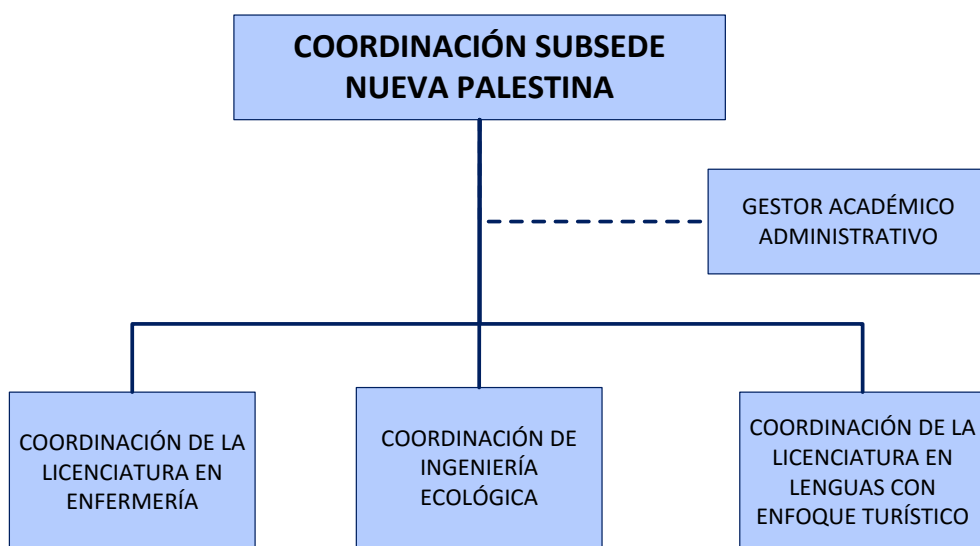 COORDINACIÓN SUBSEDE
NUEVA PALESTINA
GESTOR ACADÉMICO
ADMINISTRATIVO
COORDINACIÓN DE LA
LICENCIATURA EN
ENFERMERÍA
COORDINACIÓN DE
INGENIERÍA
ECOLÓGICA
COORDINACIÓN DE LA
LICENCIATURA EN
LENGUAS CON
ENFOQUE TURÍSTICO